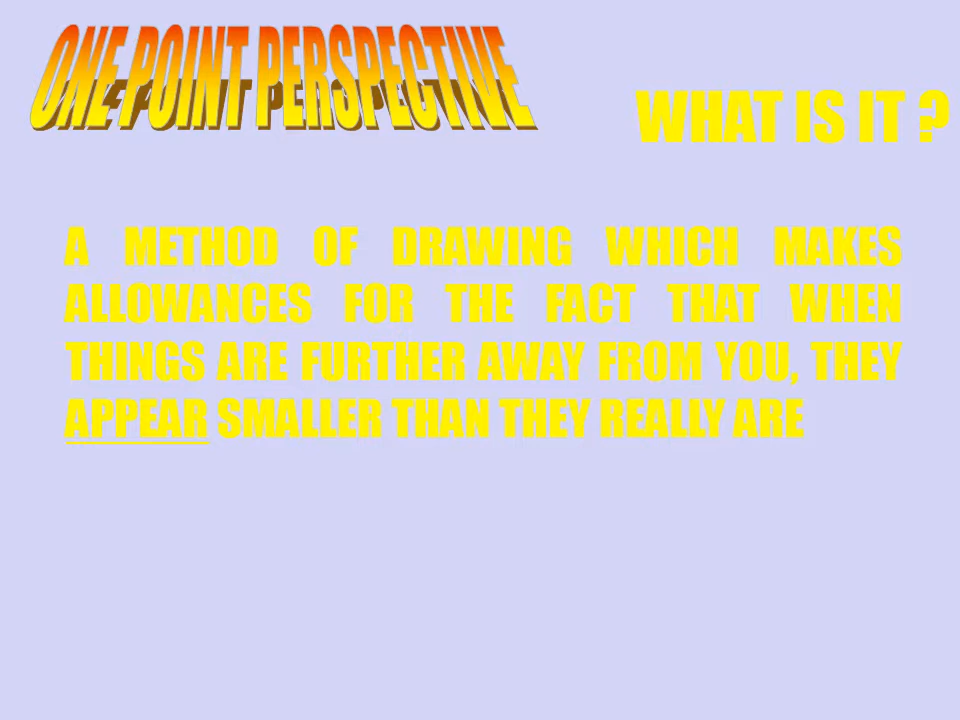 ONE POINT PERSPECTIVE
WHAT IS IT ?
A METHOD OF DRAWING WHICH MAKES
ALLOWANCES FOR THE FACT THAT WHEN
THINGS ARE FURTHER AWAY FROM YOU, THEY
APPEAR SMALLER THAN THEY REALLY ARE